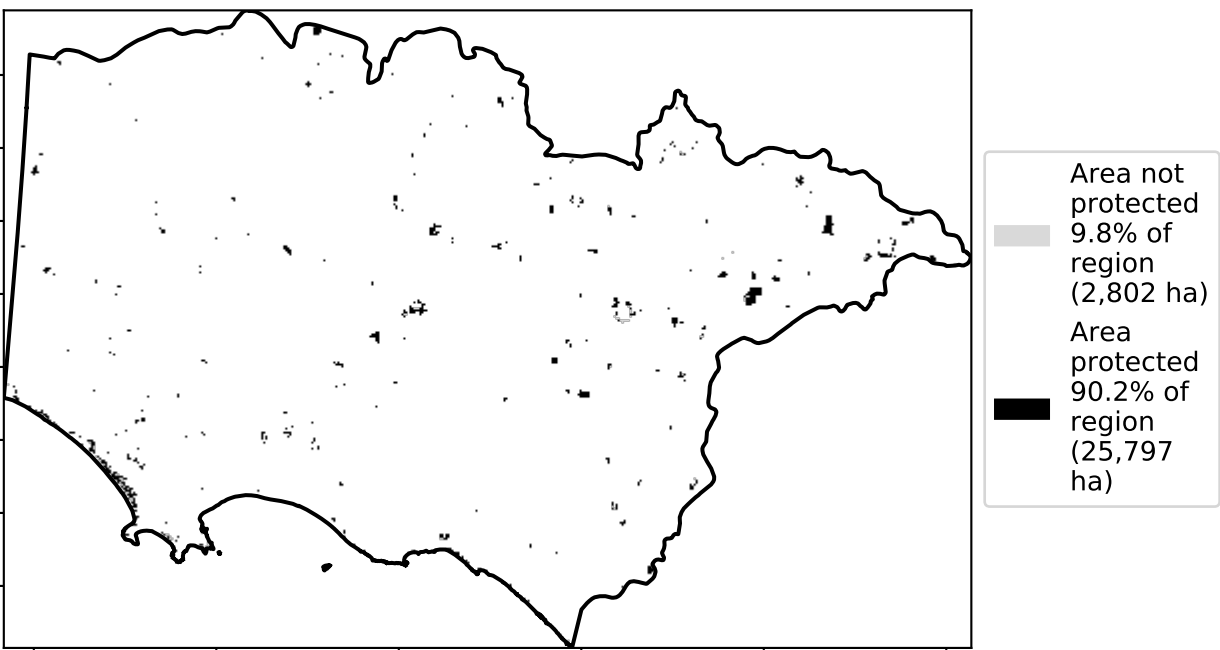 Area not
protected
9.8% of
region
(2,802 ha)
Area
protected
90.2% of
region
(25,797
ha)